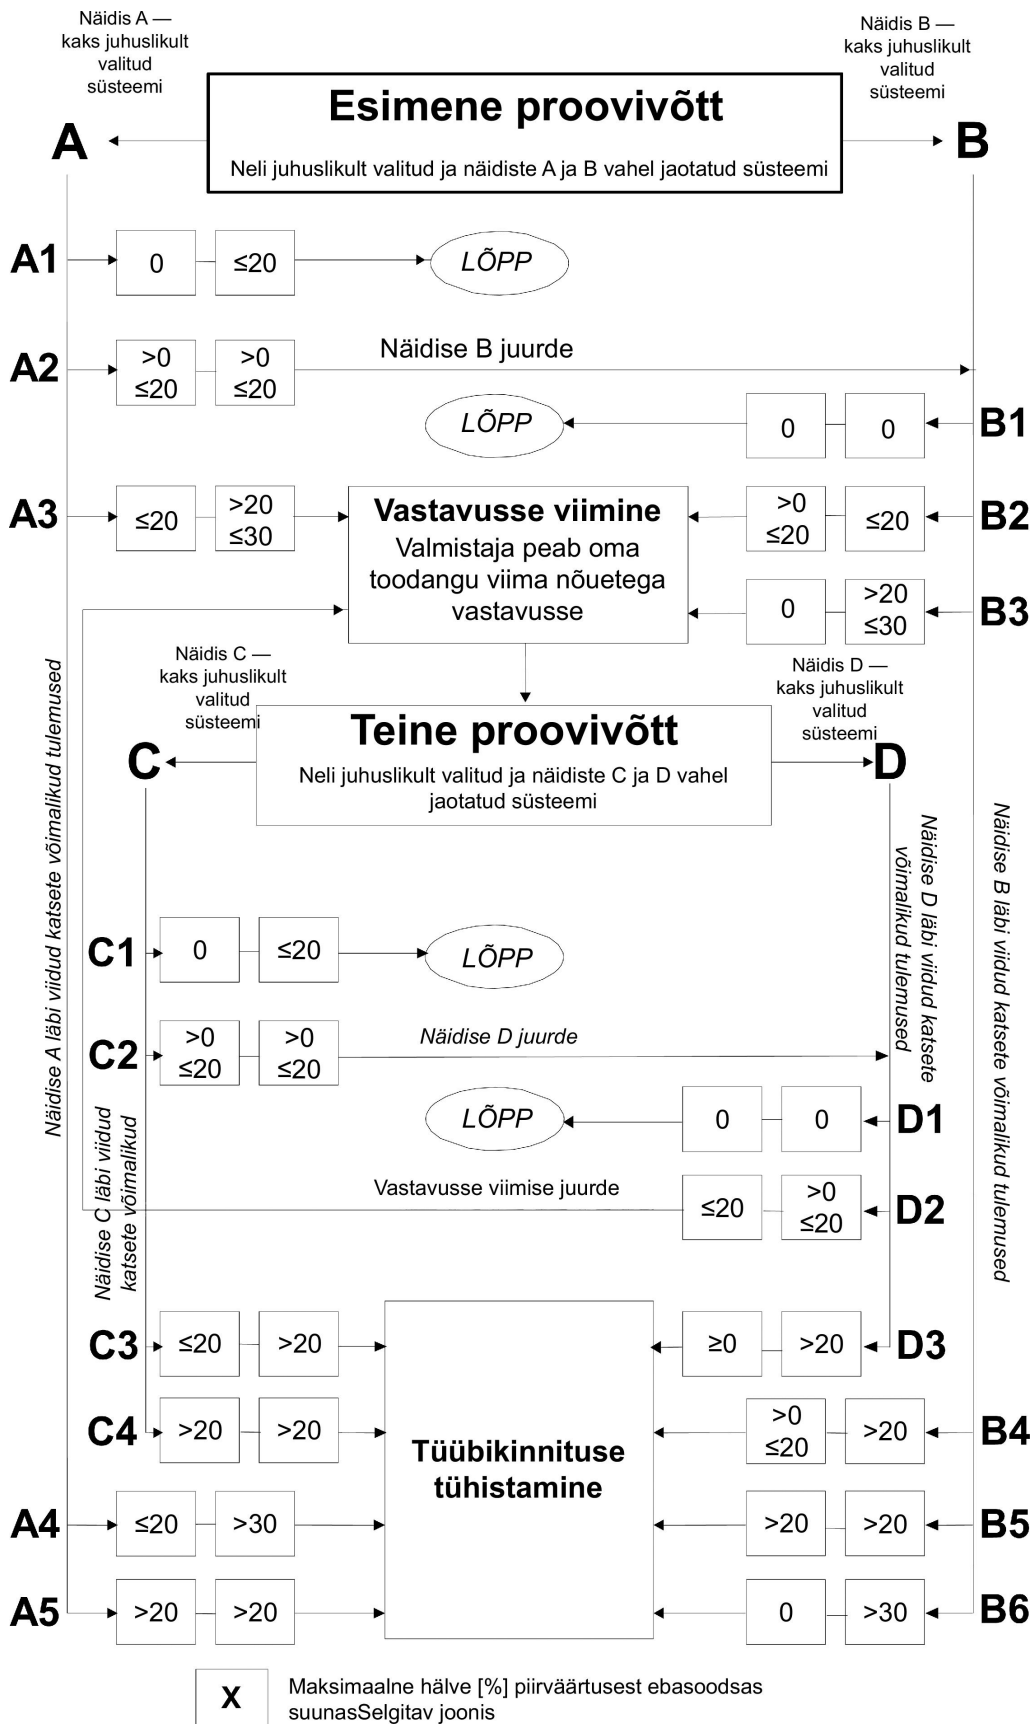 Näidis A —
kaks juhuslikult
valitud
süsteemi
Näidis B —
kaks juhuslikult
valitud
süsteemi
Esimene proovivõtt
Neli juhuslikult valitud ja näidiste A ja B vahel jaotatud süsteemi
A
B
A1
0
≤20
LÕPP
A2
>0
≤20
>0
≤20
Näidise B juurde
LÕPP
0
0
B1
A3
≤20
>20
≤30
Vastavusse viimine
Valmistaja peab oma
toodangu viima nõuetega
vastavusse
>0
≤20
≤20
B2
0
>20
≤30
B3
Näidis C —
kaks juhuslikult
valitud
süsteemi
Näidis D —
kaks juhuslikult
valitud
süsteemi
Teine proovivõtt
Neli juhuslikult valitud ja näidiste C ja D vahel
jaotatud süsteemi
C
D
Näidise A läbi viidud katsete võimalikud tulemused
Näidise D läbi viidud katsete
võimalikud tulemused
Näidise B läbi viidud katsete võimalikud tulemused
C1
0
≤20
LÕPP
C2
>0
≤20
>0
≤20
Näidise D juurde
LÕPP
0
0
D1
Näidise C läbi viidud
katsete võimalikud
Vastavusse viimise juurde
≤20
>0
≤20
D2
C3
≤20
>20
≥0
>20
D3
C4
>20
>20
Tüübikinnituse
tühistamine
>0
≤20
>20
B4
A4
≤20
>30
>20
>20
B5
A5
>20
>20
0
>30
B6
X
Maksimaalne hälve [%] piirväärtusest ebasoodsas
suunasSelgitav joonis